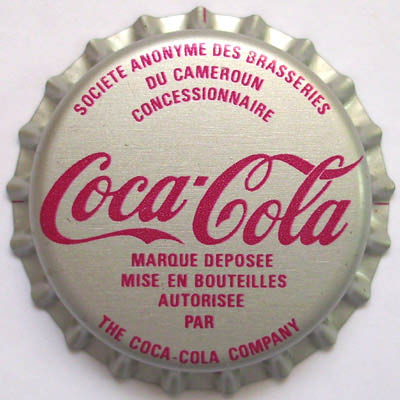 SOCIETE ANONYME DES BRASSERIES
DU CAMEROUN
CONCESSIONNAIRE
Coca-Cola
MARQUE DEPOSEE
MISE EN BOUTEILLES
AUTORISEE
PAR
THE COCA-COLA COMPANY